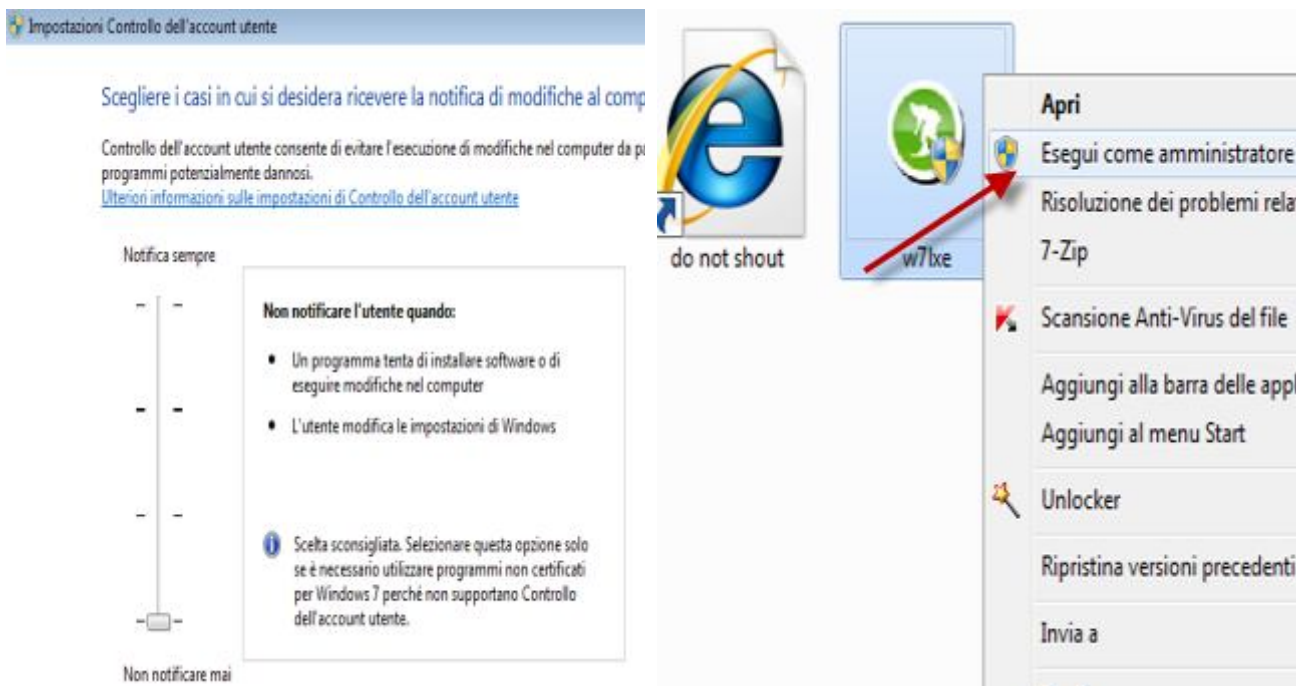 Impostazioni Controllo dell'account utente
Scegliere i casi in cui si desidera ricevere la notifica di modifiche al comp
Controllo dell'account utente consente di evitare l'esecuzione di modifiche nel computer da pa
programmi potenzialmente dannosi.
Ulteriori informazioni sulle impostazioni di Controllo dell'account utente
Notifica sempre
Non notificare l'utente quando:
Un programma tenta di installare software o di
eseguire modifiche nel computer
L'utente modifica le impostazioni di Windows
Scelta sconsigliata. Selezionare questa opzione solo
se è necessario utilizzare programmi non certificati
per Windows 7 perché non supportano Controllo
dell'account utente.
Non notificare mai
do not shout
w7lxe
Apri
Esegui come amministratore
Risoluzione dei problemi rela
7-Zip
Scansione Anti-Virus del file
Aggiungi alla barra delle appl
Aggiungi al menu Start
Unlocker
Ripristina versioni precedenti
Invia a